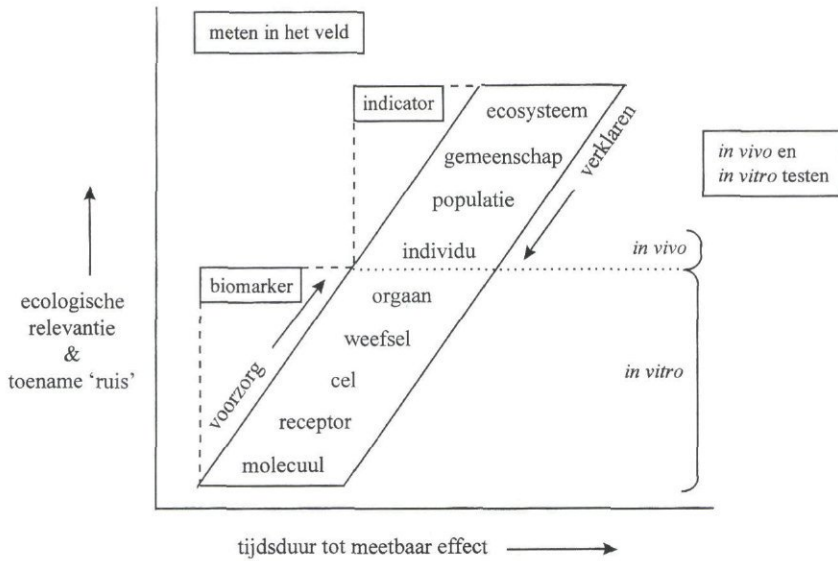 meten in het veld
indicator
ecosysteem
gemeenschap
populatie
individu
verklaren
in vivo en
in vitro testen
in vivo
biomarker
orgaan
weefsel
cel
receptor
molecuul
voorzorg
in vitro
ecologische
relevantie
&
toename ‘ruis’
tijdsduur tot meetbaar effect